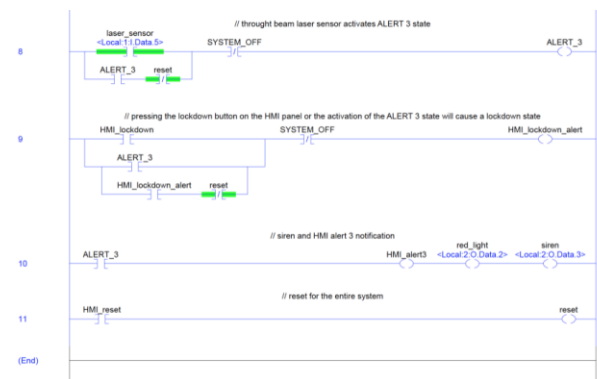 // throught beam laser sensor activates ALERT 3 state
laser_sensor
<Local:1:I.Data.5>
SYSTEM_OFF
ALERT_3
8
ALERT_3
reset
// pressing the lockdown button on the HMI panel or the activation of the ALERT 3 state will cause a lockdown state
HMI_lockdown
SYSTEM_OFF
HMI_lockdown_alert
9
ALERT_3
HMI_lockdown_alert
reset
// siren and HMI alert 3 notification
red_light
siren
ALERT_3
HMI_alert3
<Local:2:O.Data.2>
<Local:2:O.Data.3>
10
// reset for the entire system
HMI_reset
reset
11
(End)